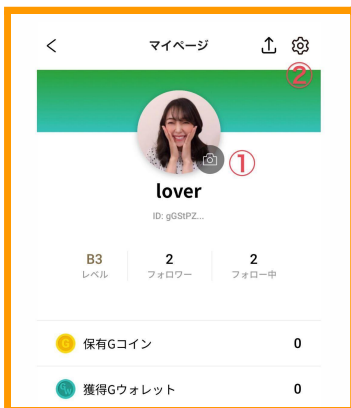 マイページ
②
①
lover
ID: gGStPZ...
B3 2 2
レベル フォロワー フォロー中
G 保有Gコイン 0
獲得Gウォレット 0